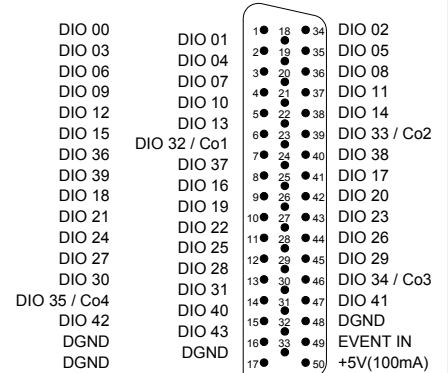 DIO 00 1 18 34 DIO 02
DIO 01
DIO 03 2 19 35 DIO 05
DIO 04
DIO 06 3 20 36 DIO 08
DIO 07
DIO 09 4 21 37 DIO 11
DIO 10
DIO 12 5 22 38 DIO 14
DIO 13
DIO 15 6 23 39 DIO 33 / Co2
DIO 32 / Co1
DIO 36 7 24 40 DIO 38
DIO 37
DIO 39 8 25 41 DIO 17
DIO 16
DIO 18 9 26 42 DIO 20
DIO 19
DIO 21 10 27 43 DIO 23
DIO 22
DIO 24 11 28 44 DIO 26
DIO 25
DIO 27 12 29 45 DIO 29
DIO 28
DIO 30 13 30 46 DIO 34 / Co3
DIO 31
DIO 35 / Co4 14 31 47 DIO 41
DIO 40
DIO 42 15 32 48 DGND
DIO 43
DGND 16 33 49 EVENT IN
DGND
DGND 17 50 +5V(100mA)